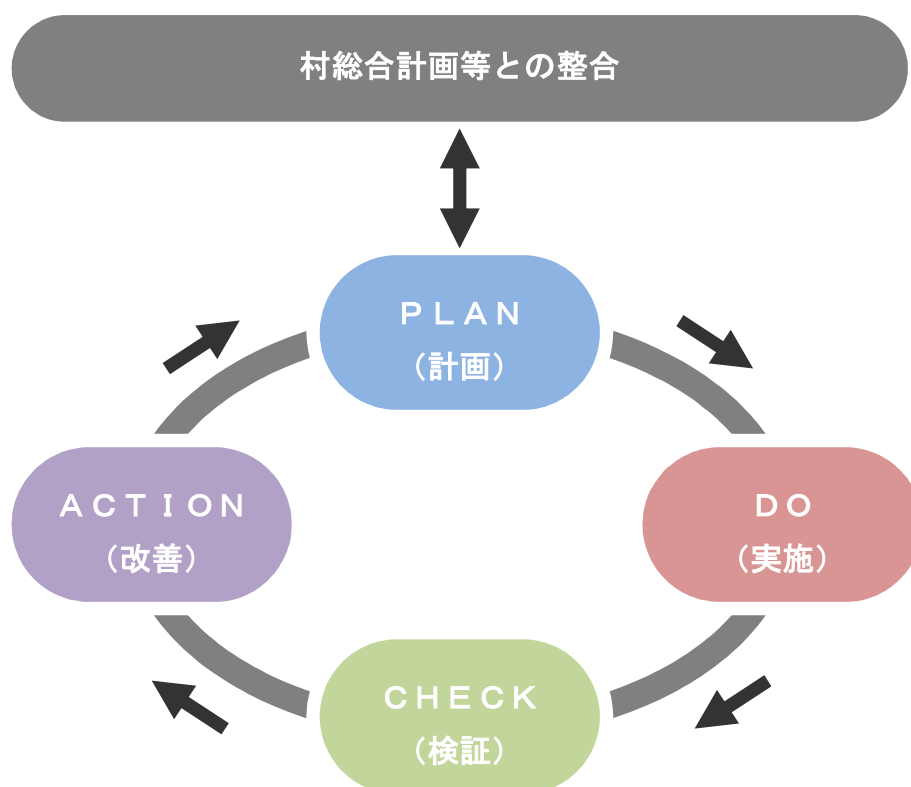 村総合計画等との整合
ＰＬＡＮ
（計画）
ＡＣＴＩＯＮ
（改善）
ＤＯ
（実施）
ＣＨＥＣＫ
（検証）